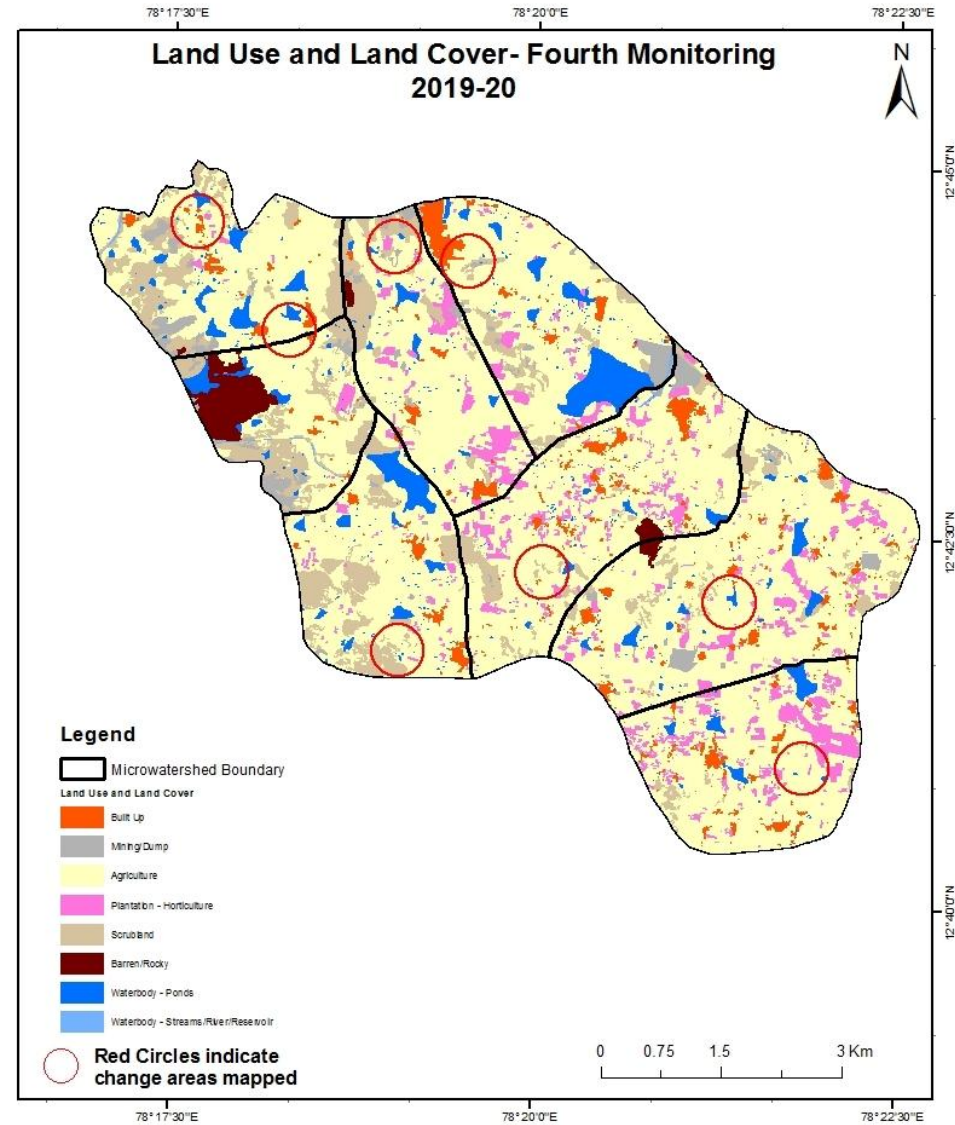 78°17'30"E 78°20'0"E 78°22'30"E
Land Use and Land Cover- Fourth Monitoring
2019-20
N
12°45'0"N
12°42'30"N
12°40'0"N
Legend
Microwatershed Boundary
Land Use and Land Cover
Built Up
Mining/Dump
Agriculture
Plantation - Horticulture
Scrubland
Barren/Rocky
Waterbody - Ponds
Waterbody - Streams/River/Reservoir
Red Circles indicate
change areas mapped
0 0.75 1.5 3 Km
78°17'30"E 78°20'0"E 78°22'30"E